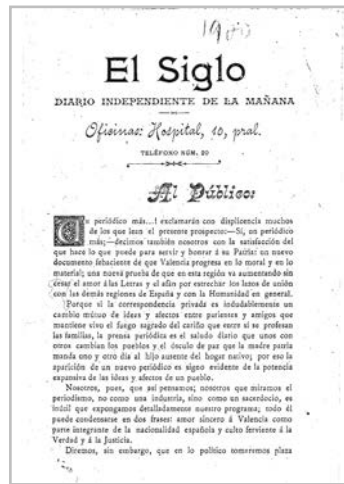 El Siglo
DIARIO INDEPENDIENTE DE LA MAÑANA
Oficinas: Hospital, 10, pral.
TELÉFONO NÚM. 20
Al Público:
Un periódico más...! exclamarán con displicencia muchos
de los que lean el presente prospecto:—Sí, un periódico
más;—decimos también nosotros con la satisfacción del
que hace lo que puede para servir y honrar á su Patria: un nuevo
documento fehaciente de que Valencia progresa en lo moral y en lo
material; una nueva prueba de que en esta región va aumentando sin
cesar el amor á las Letras y el afán por estrechar los lazos de unión
con las demás regiones de España y con la Humanidad en general.
Porque si la correspondencia privada es indudablemente un
cambio mútuo de ideas y afectos entre parientes y amigos que
mantiene vivo el fuego sagrado del cariño que entre sí se profesan
las familias, la prensa periódica es el saludo diario que unos con
otros cambian los pueblos y el ósculo de paz que la madre patria
manda uno y otro día al hijo ausente del hogar nativo; por eso la
aparición de un nuevo periódico es signo evidente de la potencia
expansiva de las ideas y afectos de un pueblo.
Nosotros, pues, que así pensamos; nosotros que miramos el
periodismo, no como una industria, sino como un sacerdocio, es
inútil que expongamos detalladamente nuestro programa; todo él
puede condensarse en dos frases: amor sincero á Valencia como
parte integrante de la nacionalidad española y culto ferviente á la
Verdad y á la Justicia.
Diremos, sin embargo, que en lo político tomaremos plaza